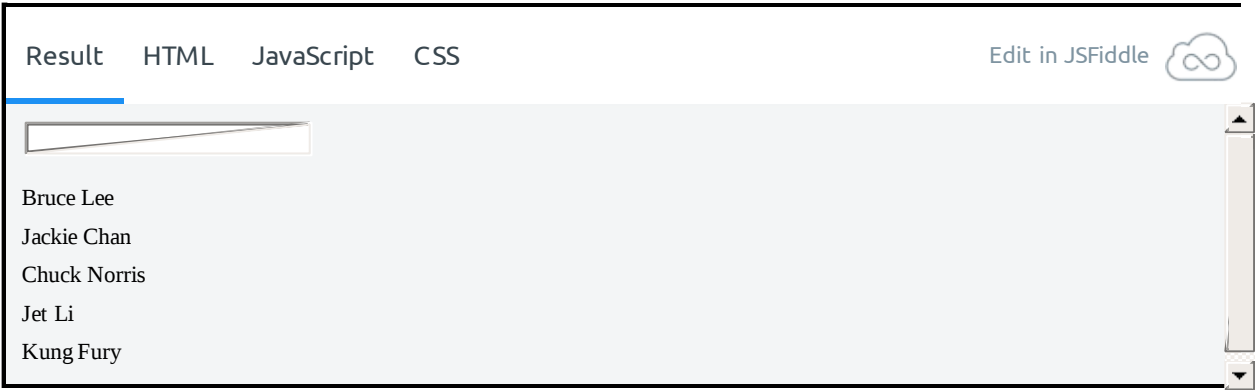 Result HTML JavaScript CSS Edit in JSFiddle
Bruce Lee
Jackie Chan
Chuck Norris
Jet Li
Kung Fury